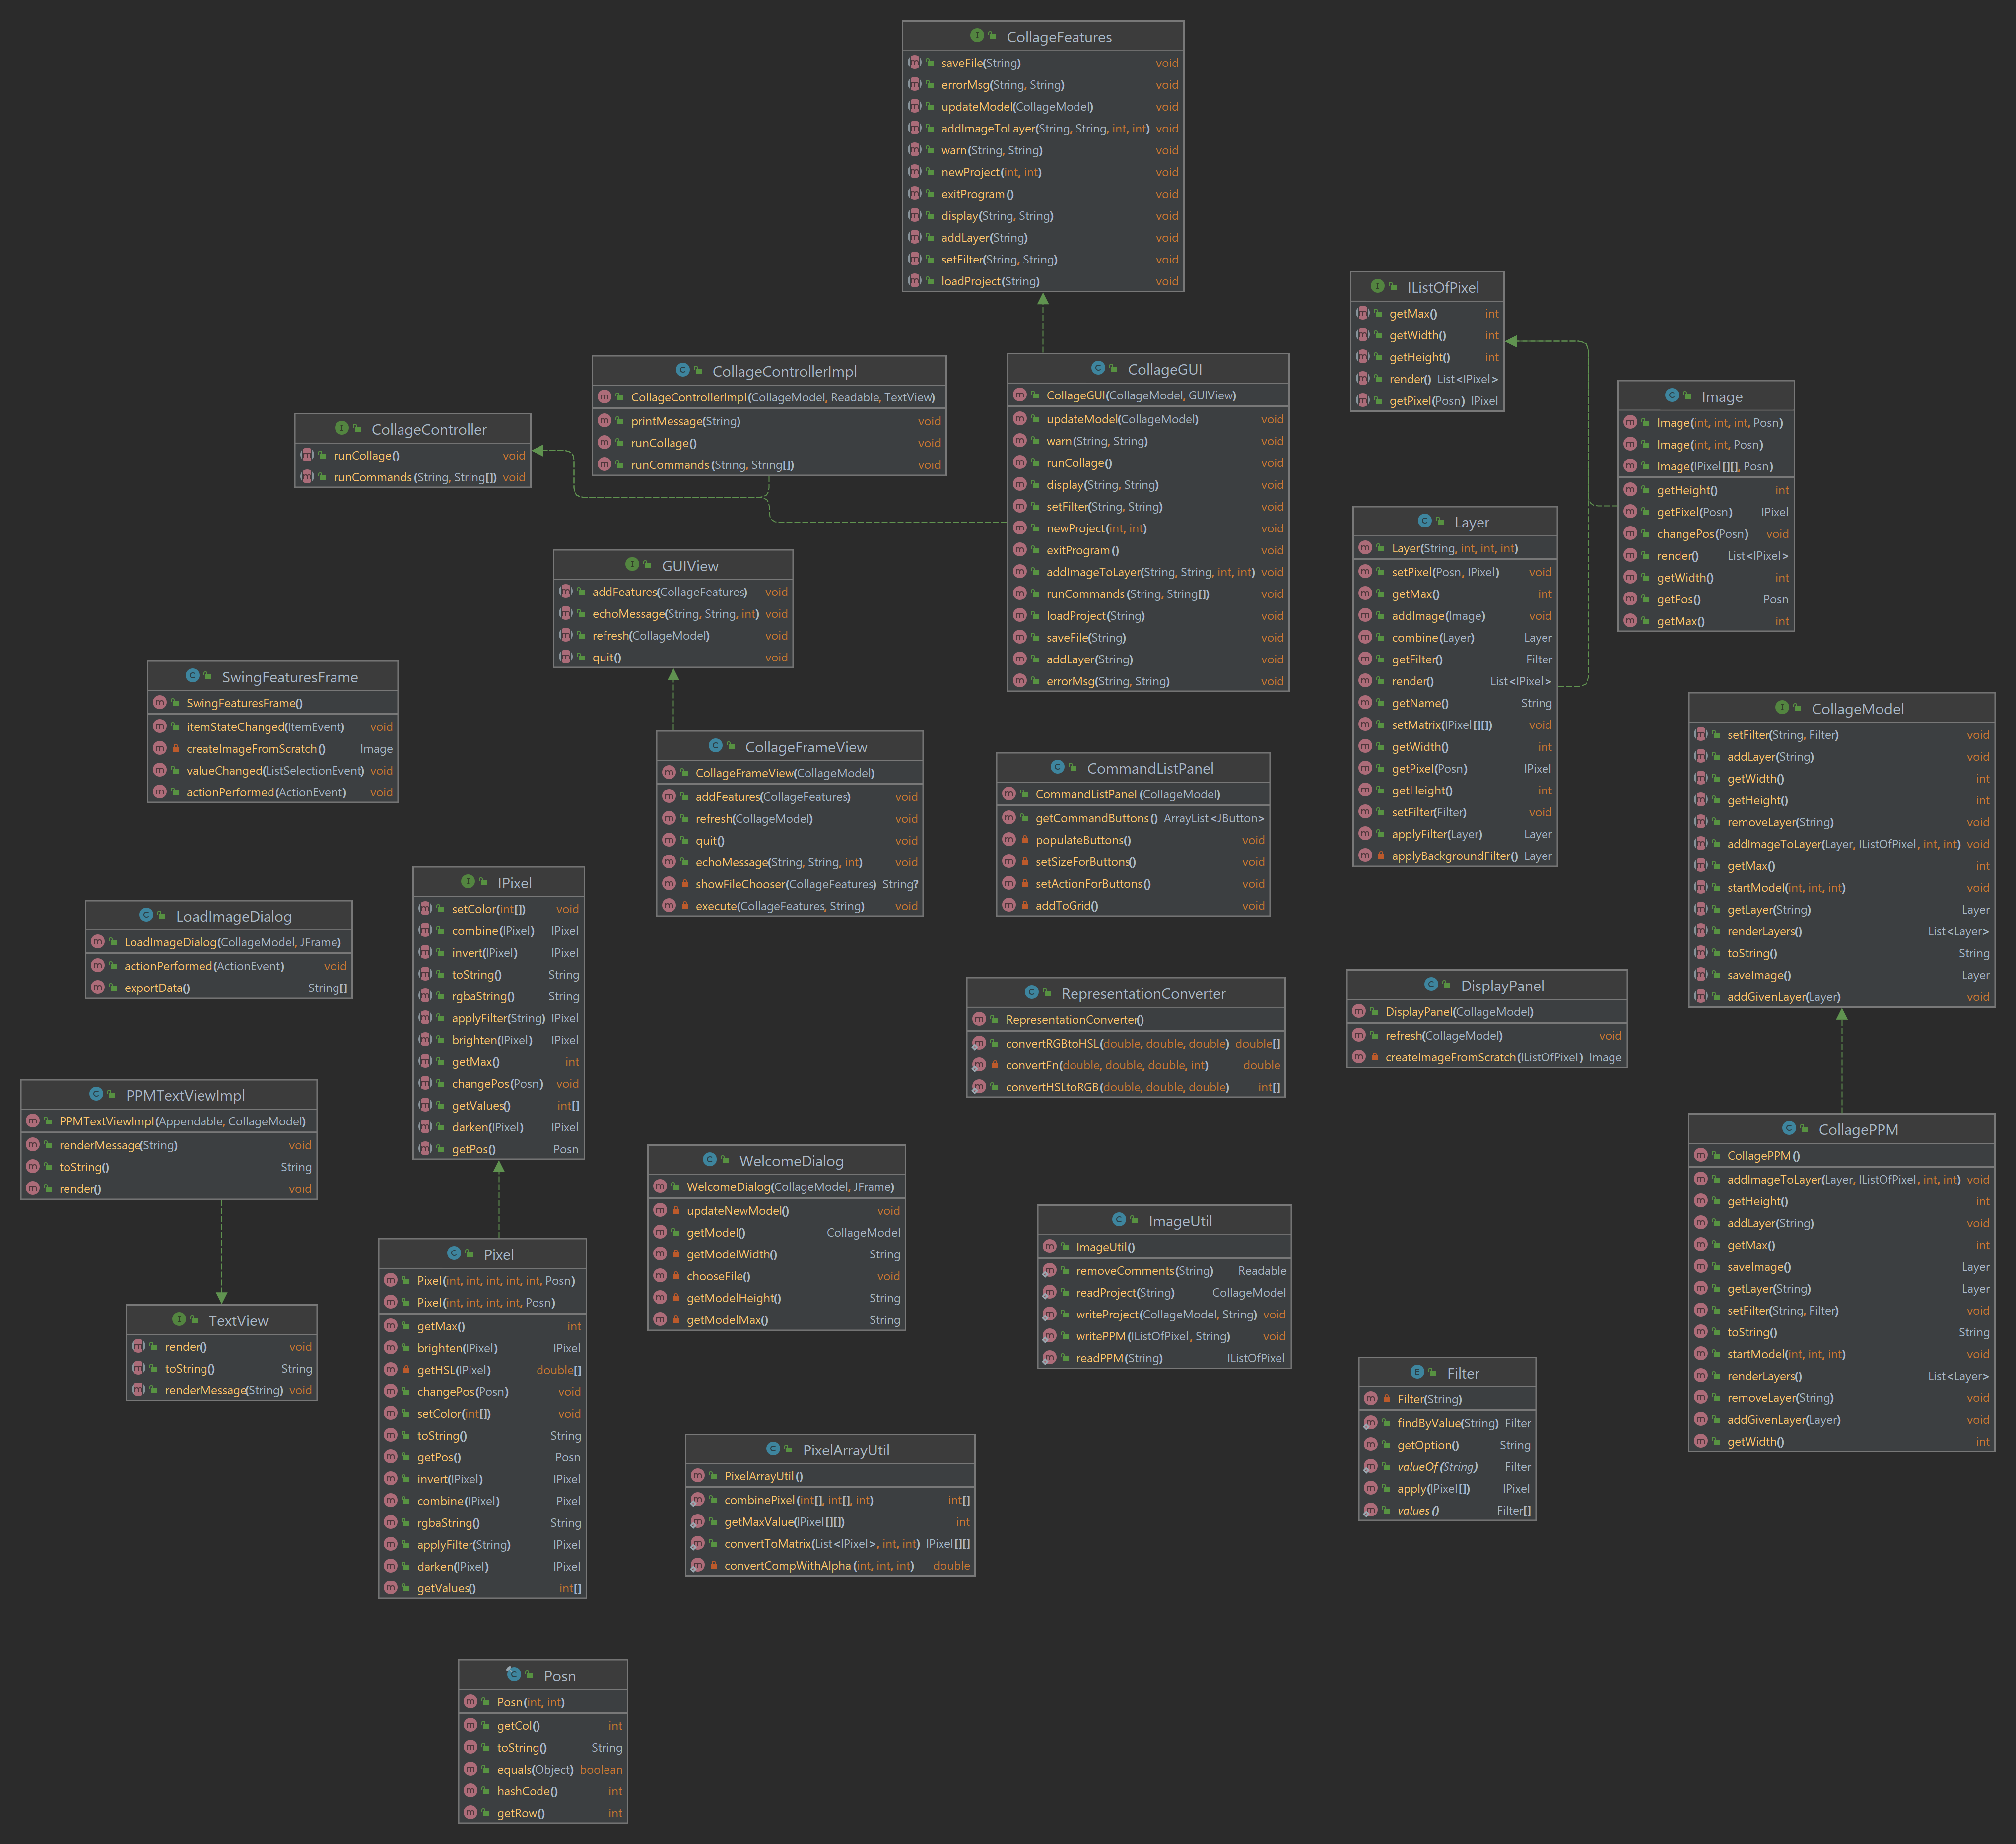 CollageFeatures
saveFile(String) void
errorMsg(String, String) void
updateModel(CollageModel) void
addImageToLayer(String, String, int, int) void
warn(String, String) void
newProject(int, int) void
exitProgram() void
display(String, String) void
addLayer(String) void
setFilter(String, String) void
loadProject(String) void
IListOfPixel
getMax() int
getWidth() int
getHeight() int
render() List<IPixel>
getPixel(Posn) IPixel
CollageControllerImpl
CollageControllerImpl(CollageModel, Readable, TextView)
printMessage(String) void
runCollage() void
runCommands(String, String[]) void
CollageGUI
CollageGUI(CollageModel, GUIView)
updateModel(CollageModel) void
warn(String, String) void
runCollage() void
display(String, String) void
setFilter(String, String) void
newProject(int, int) void
exitProgram() void
addImageToLayer(String, String, int, int) void
runCommands(String, String[]) void
loadProject(String) void
saveFile(String) void
addLayer(String) void
errorMsg(String, String) void
Image
Image(int, int, int, Posn)
Image(int, int, Posn)
Image(IPixel[][], Posn)
getHeight() int
getPixel(Posn) IPixel
changePos(Posn) void
render() List<IPixel>
getWidth() int
getPos() Posn
getMax() int
CollageController
runCollage() void
runCommands(String, String[]) void
Layer
Layer(String, int, int, int)
setPixel(Posn, IPixel) void
getMax() int
addImage(Image) void
combine(Layer) Layer
getFilter() Filter
render() List<IPixel>
getName() String
setMatrix(IPixel[][]) void
getWidth() int
getPixel(Posn) IPixel
getHeight() int
setFilter(Filter) void
applyFilter(Layer) Layer
applyBackgroundFilter() Layer
GUIView
addFeatures(CollageFeatures) void
echoMessage(String, String, int) void
refresh(CollageModel) void
quit() void
SwingFeaturesFrame
SwingFeaturesFrame()
itemStateChanged(ItemEvent) void
createImageFromScratch() Image
valueChanged(ListSelectionEvent) void
actionPerformed(ActionEvent) void
CollageModel
setFilter(String, Filter) void
addLayer(String) void
getWidth() int
getHeight() int
removeLayer(String) void
addImageToLayer(Layer, IListOfPixel, int, int) void
getMax() int
startModel(int, int, int) void
getLayer(String) Layer
renderLayers() List<Layer>
toString() String
saveImage() Layer
addGivenLayer(Layer) void
CollageFrameView
CollageFrameView(CollageModel)
addFeatures(CollageFeatures) void
refresh(CollageModel) void
quit() void
echoMessage(String, String, int) void
showFileChooser(CollageFeatures) String?
execute(CollageFeatures, String) void
CommandListPanel
CommandListPanel(CollageModel)
getCommandButtons() ArrayList<JButton>
populateButtons() void
setSizeForButtons() void
setActionForButtons() void
addToGrid() void
IPixel
setColor(int[]) void
combine(IPixel) IPixel
invert(IPixel) IPixel
toString() String
rgbaString() String
applyFilter(String) IPixel
brighten(IPixel) IPixel
getMax() int
changePos(Posn) void
getValues() int[]
darken(IPixel) IPixel
getPos() Posn
LoadImageDialog
LoadImageDialog(CollageModel, JFrame)
actionPerformed(ActionEvent) void
exportData() String[]
RepresentationConverter
RepresentationConverter()
convertRGBtoHSL(double, double, double) double[]
convertFn(double, double, double, int) double
convertHSLtoRGB(double, double, double) int[]
DisplayPanel
DisplayPanel(CollageModel)
refresh(CollageModel) void
createImageFromScratch(IListOfPixel) Image
PPMTextViewImpl
PPMTextViewImpl(Appendable, CollageModel)
renderMessage(String) void
toString() String
render() void
CollagePPM
CollagePPM()
addImageToLayer(Layer, IListOfPixel, int, int) void
getHeight() int
addLayer(String) void
getMax() int
saveImage() Layer
getLayer(String) Layer
setFilter(String, Filter) void
toString() String
startModel(int, int, int) void
renderLayers() List<Layer>
removeLayer(String) void
addGivenLayer(Layer) void
getWidth() int
WelcomeDialog
WelcomeDialog(CollageModel, JFrame)
updateNewModel() void
getModel() CollageModel
getModelWidth() String
chooseFile() void
getModelHeight() String
getModelMax() String
ImageUtil
ImageUtil()
removeComments(String) Readable
readProject(String) CollageModel
writeProject(CollageModel, String) void
writePPM(IListOfPixel, String) void
readPPM(String) IListOfPixel
Pixel
Pixel(int, int, int, int, int, Posn)
Pixel(int, int, int, int, Posn)
getMax() int
brighten(IPixel) IPixel
getHSL(IPixel) double[]
changePos(Posn) void
setColor(int[]) void
toString() String
getPos() Posn
invert(IPixel) IPixel
combine(IPixel) Pixel
rgbaString() String
applyFilter(String) IPixel
darken(IPixel) IPixel
getValues() int[]
TextView
render() void
toString() String
renderMessage(String) void
Filter
Filter(String)
findByValue(String) Filter
getOption() String
valueOf(String) Filter
apply(IPixel[]) IPixel
values() Filter[]
PixelArrayUtil
PixelArrayUtil()
combinePixel(int[], int[], int) int[]
getMaxValue(IPixel[][]) int
convertToMatrix(List<IPixel>, int, int) IPixel[][]
convertCompWithAlpha(int, int, int) double
Posn
Posn(int, int)
getCol() int
toString() String
equals(Object) boolean
hashCode() int
getRow() int